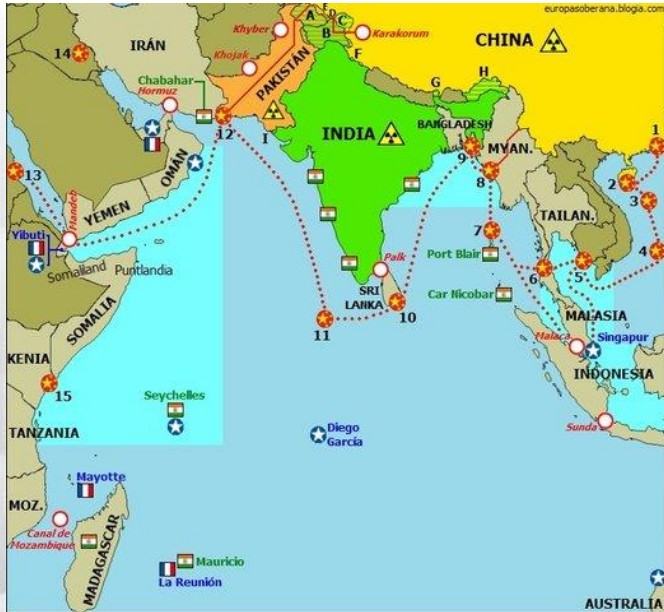 europasoberana.blogia.com
A
E
D
C
B
F
Khyber
Karakorum
CHINA
14
IRÁN
Khojak
PAKISTÁN
Chabahar
Hormuz
G
H
12
I
INDIA
BANGLADESH
MYAN.
1
13
OMÁN
9
8
2
3
YEMEN
Mandeb
TAILAN.
Yibuti
Somaliland
Puntlandia
7
Port Blair
Palk
SRI
LANKA
6
5
4
SOMALIA
Car Nicobar
10
11
MALASIA
Malaca
Singapur
KENIA
15
INDONESIA
Seychelles
Diego
García
TANZANIA
Sunda
Mayotte
MOZ.
Canal de
Mozambique
MADAGASCAR
Mauricio
La Reunión
AUSTRALIA